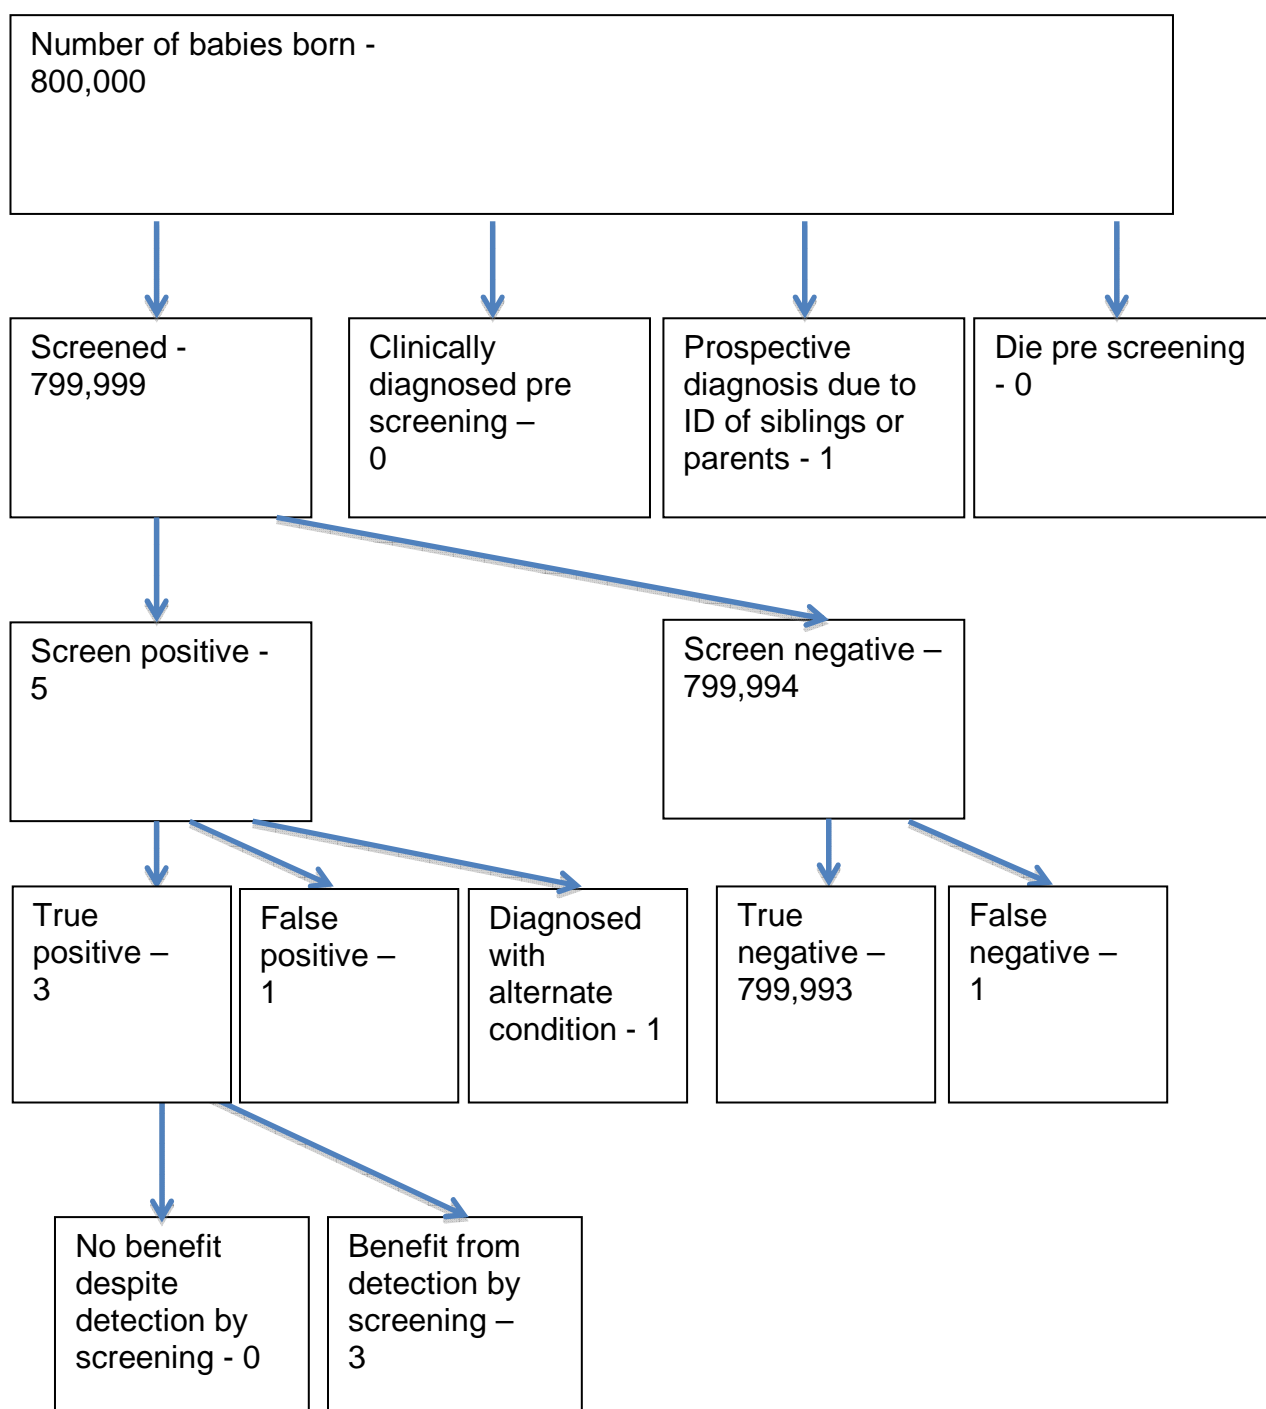 Number of babies born -
800,000
Screened -
799,999
Clinically
diagnosed pre
screening –
0
Prospective
diagnosis due to
ID of siblings or
parents - 1
Die pre screening
- 0
Screen positive -
5
Screen negative –
799,994
True
positive –
3
False
positive –
1
Diagnosed
with
alternate
condition - 1
True
negative –
799,993
False
negative –
1
No benefit
despite
detection by
screening - 0
Benefit from
detection by
screening –
3